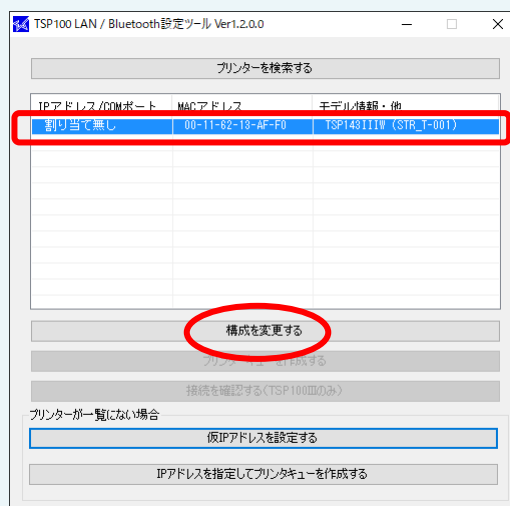 TSP100 LAN / Bluetooth設定ツール Ver1.2.0.0
プリンターを検索する
IPアドレス/COMポート MACアドレス モデル情報・他
割り当て無し 00-11-62-13-AF-F0 TSP143IIIW (STR_T-001)
構成を変更する
プリンターキューを作成する
接続を確認する(TSP100IIIのみ)
プリンターが一覧にない場合
仮IPアドレスを設定する
IPアドレスを指定してプリンタキューを作成する